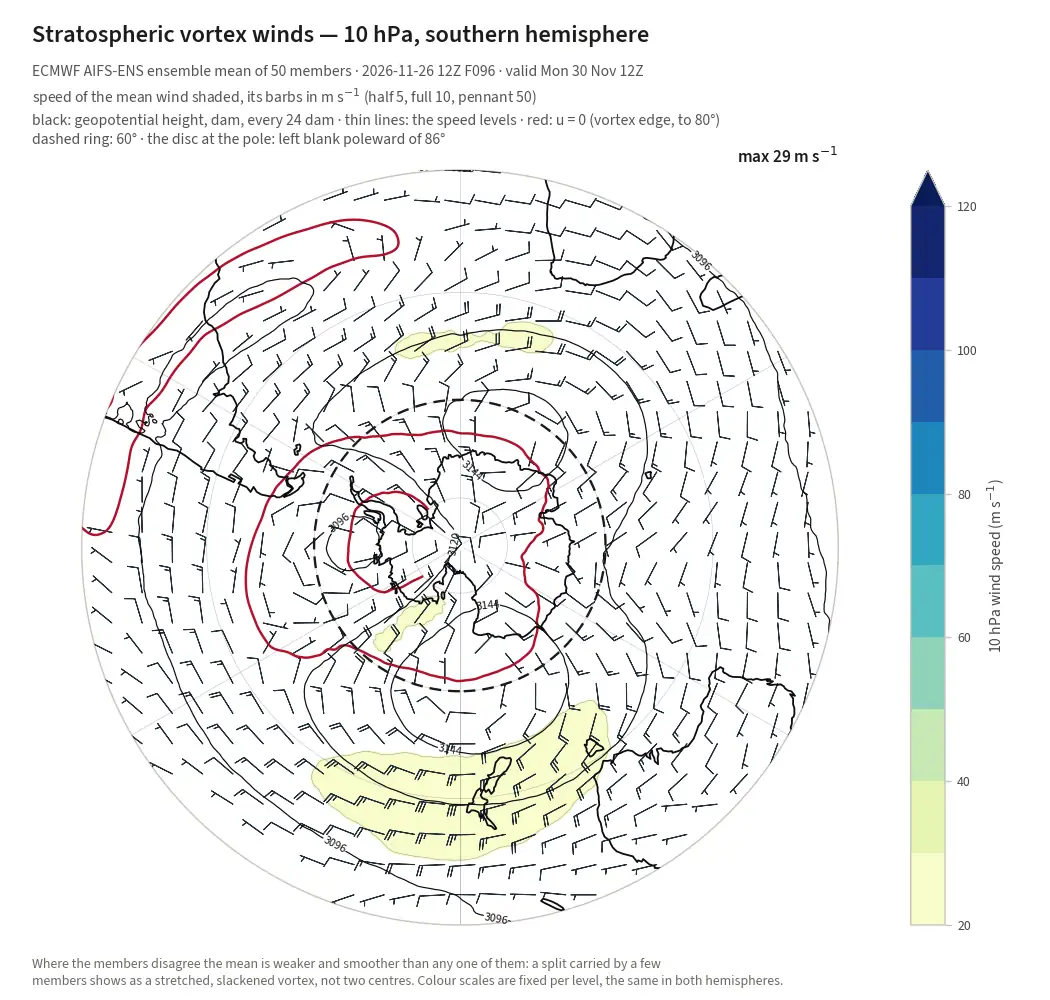 Stratospheric vortex winds — 10 hPa, southern hemisphere
ECMWF AIFS-ENS ensemble mean of 50 members · 2026-11-26 12Z F096 · valid Mon 30 Nov 12Z
speed of the mean wind shaded, its barbs in m s⁻¹ (half 5, full 10, pennant 50)
black: geopotential height, dam, every 24 dam · thin lines: the speed levels · red: u = 0 (vortex edge, to 80°)
dashed ring: 60° · the disc at the pole: left blank poleward of 86°
max 29 m s⁻¹
3096
3144
3096
3120
3144
3144
3096
3096
120
100
80
60
40
20
10 hPa wind speed (m s⁻¹)
Where the members disagree the mean is weaker and smoother than any one of them: a split carried by a few
members shows as a stretched, slackened vortex, not two centres. Colour scales are fixed per level, the same in both hemispheres.